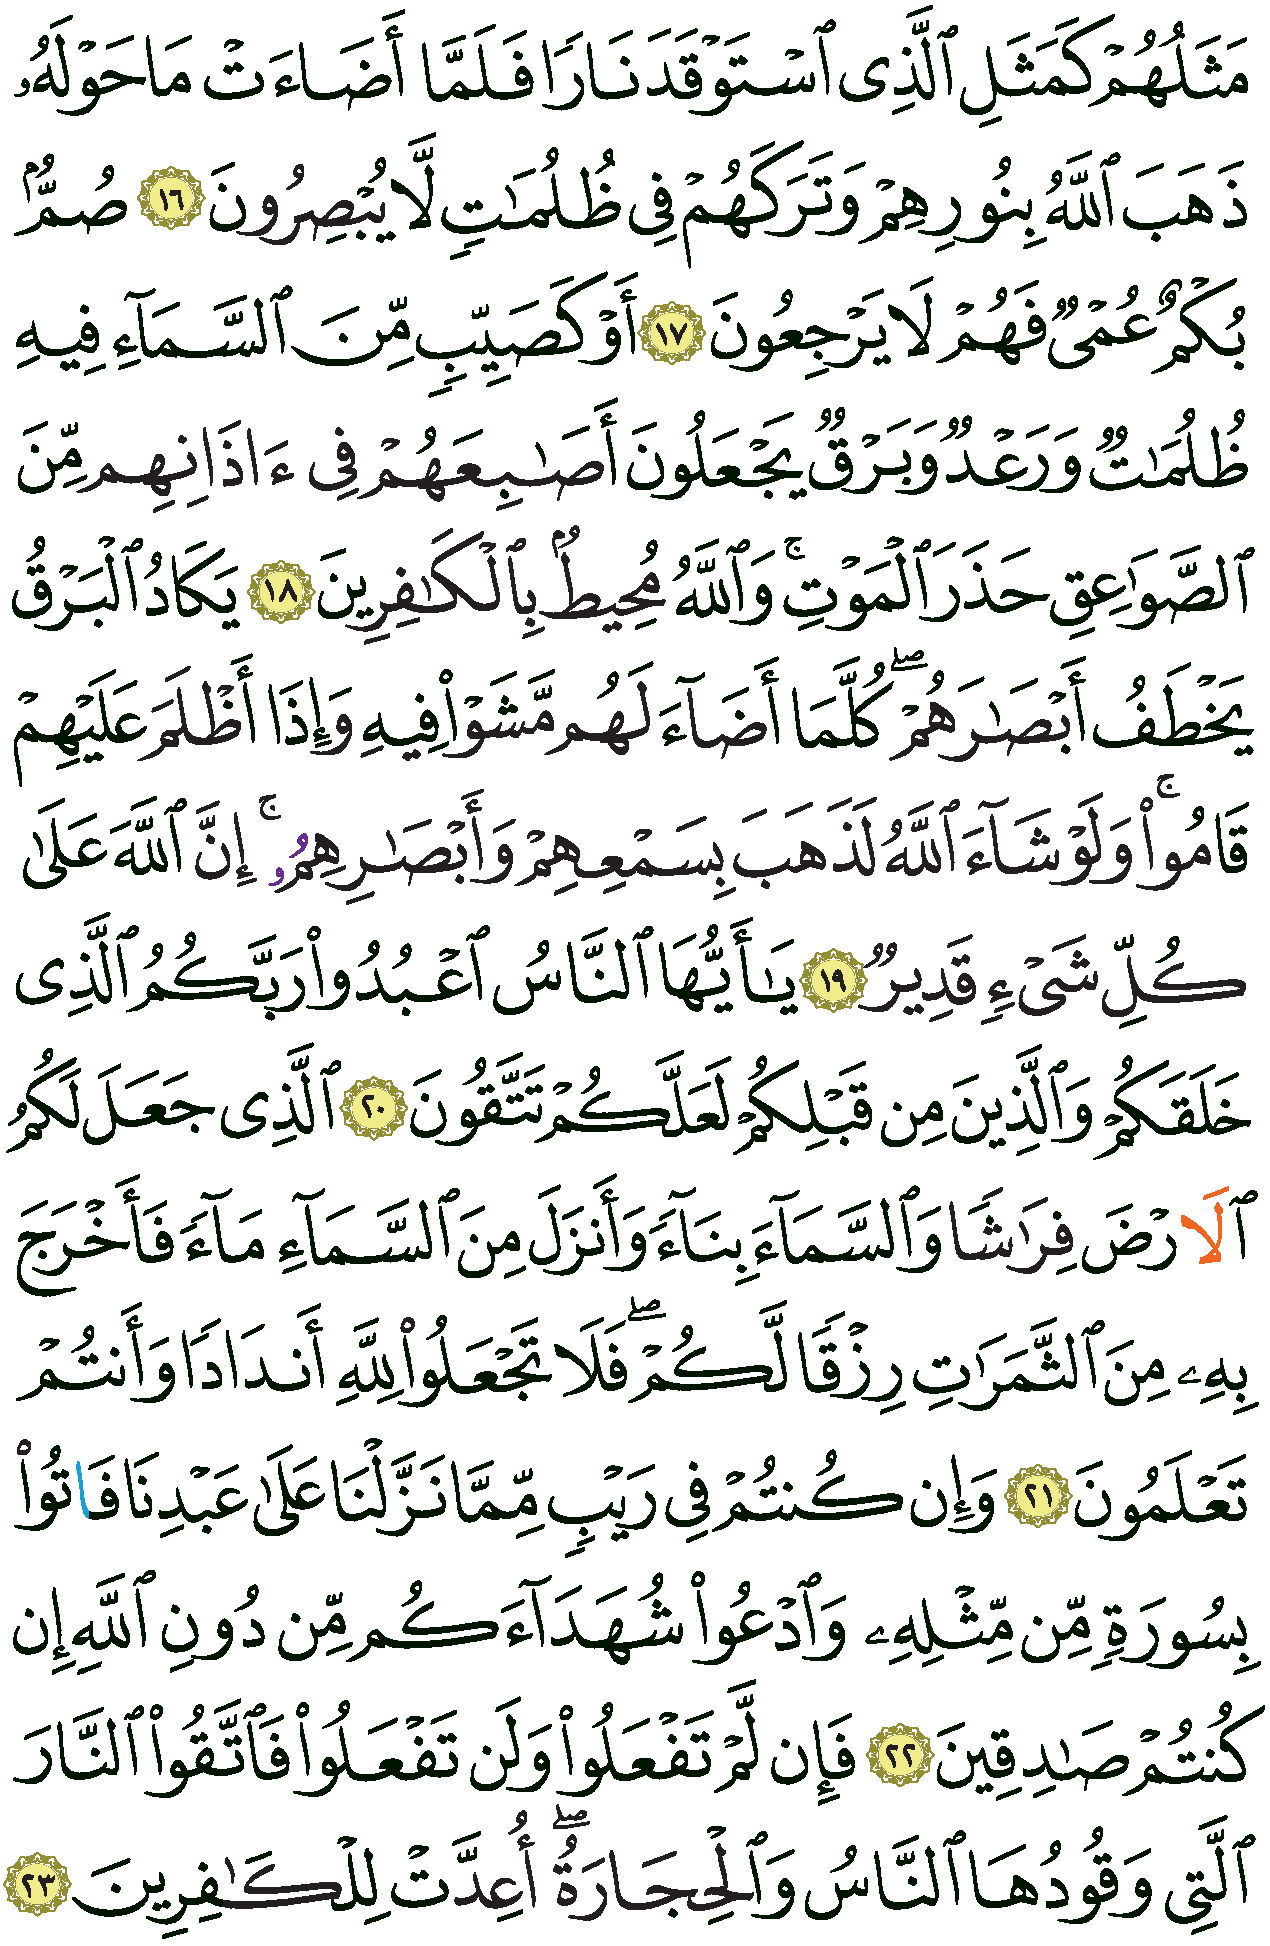 مَثَلُهُمْ كَمَثَلِ ٱلَّذِى ٱسْتَوْقَدَ نَارًا فَلَمَّا أَضَاءَتْ مَا حَوْلَهُۥ
ذَهَبَ ٱللَّهُ بِنُورِهِمْ وَتَرَكَهُمْ فِى ظُلُمَٰتٍ لَّا يُبْصِرُونَ ١٦ صُمُّۢ
بُكْمٌ عُمْىٌ فَهُمْ لَا يَرْجِعُونَ ١٧ أَوْ كَصَيِّبٍ مِّنَ ٱلسَّمَآءِ فِيهِ
ظُلُمَٰتٌ وَرَعْدٌ وَبَرْقٌ يَجْعَلُونَ أَصَٰبِعَهُمْ فِى ءَاذَانِهِم مِّنَ
ٱلصَّوَٰعِقِ حَذَرَ ٱلْمَوْتِ ۚ وَٱللَّهُ مُحِيطُۢ بِٱلْكَٰفِرِينَ ١٨ يَكَادُ ٱلْبَرْقُ
يَخْطَفُ أَبْصَٰرَهُمْ ۖ كُلَّمَا أَضَآءَ لَهُم مَّشَوْا۟ فِيهِ وَإِذَا أَظْلَمَ عَلَيْهِمْ
قَامُوا۟ ۚ وَلَوْ شَآءَ ٱللَّهُ لَذَهَبَ بِسَمْعِهِمْ وَأَبْصَٰرِهِمُۥ ۚ إِنَّ ٱللَّهَ عَلَىٰ
كُلِّ شَىْءٍ قَدِيرٌ ١٩ يَٰأَيُّهَا ٱلنَّاسُ ٱعْبُدُوا۟ رَبَّكُمُ ٱلَّذِى
خَلَقَكُمْ وَٱلَّذِينَ مِن قَبْلِكُمْ لَعَلَّكُمْ تَتَّقُونَ ٢٠ ٱلَّذِى جَعَلَ لَكُمُ
ٱلَارْضَ فِرَٰشًا وَٱلسَّمَآءَ بِنَآءً وَأَنزَلَ مِنَ ٱلسَّمَآءِ مَآءً فَأَخْرَجَ
بِهِۦ مِنَ ٱلثَّمَرَٰتِ رِزْقًا لَّكُمْ ۖ فَلَا تَجْعَلُوا۟ لِلَّهِ أَندَادًا وَأَنتُمْ
تَعْلَمُونَ ٢١ وَإِن كُنتُمْ فِى رَيْبٍ مِّمَّا نَزَّلْنَا عَلَىٰ عَبْدِنَا فَاتُوا۟
بِسُورَةٍ مِّن مِّثْلِهِۦ وَٱدْعُوا۟ شُهَدَآءَكُم مِّن دُونِ ٱللَّهِ إِن
كُنتُمْ صَٰدِقِينَ ٢٢ فَإِن لَّمْ تَفْعَلُوا۟ وَلَن تَفْعَلُوا۟ فَٱتَّقُوا۟ ٱلنَّارَ
ٱلَّتِى وَقُودُهَا ٱلنَّاسُ وَٱلْحِجَارَةُ ۖ أُعِدَّتْ لِلْكَٰفِرِينَ ٢٣